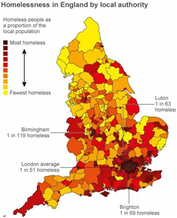 Homelessness in England by local authority
Homeless people as
a proportion of the
local population
Most homeless
Fewest homeless
Luton
1 in 63
homeless
Birmingham
1 in 119 homeless
London average
1 in 51 homeless
Brighton
1 in 69 homeless